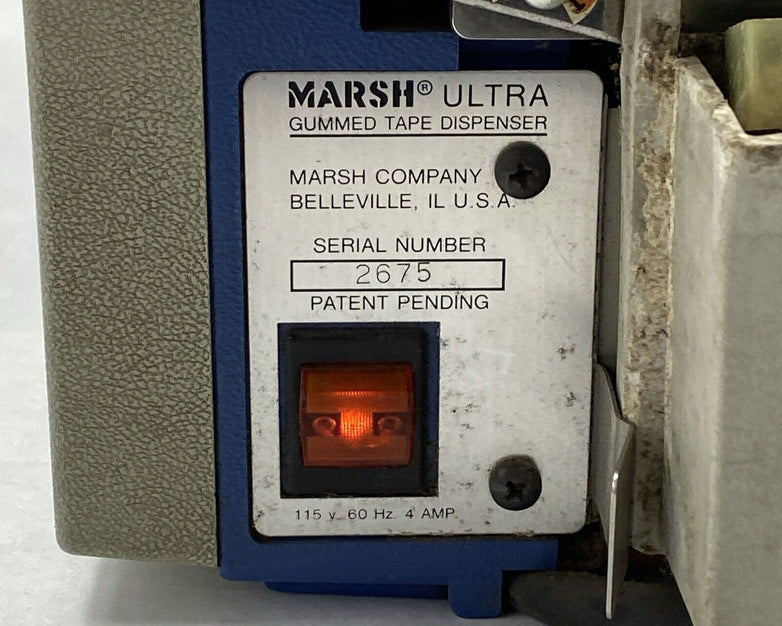 MARSH® ULTRA
GUMMED TAPE DISPENSER
MARSH COMPANY
BELLEVILLE, IL U.S.A.
SERIAL NUMBER
2675
PATENT PENDING
115 v. 60 Hz. 4 AMP.